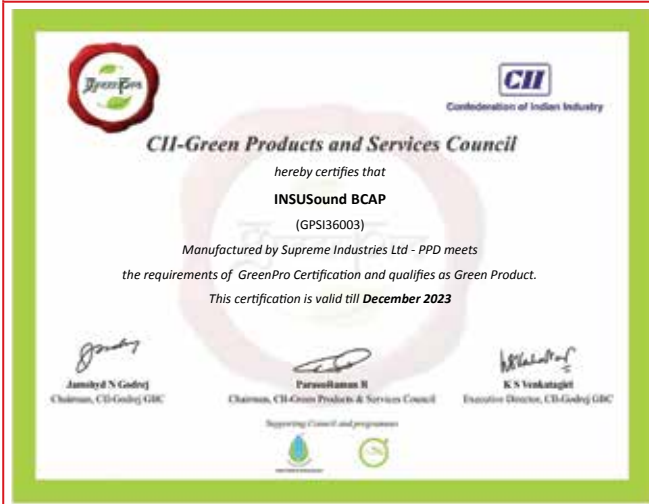 GreenPro
CII
Confederation of Indian Industry
CII-Green Products and Services Council
hereby certifies that
INSUSound BCAP
(GPSI36003)
Manufactured by Supreme Industries Ltd - PPD meets
the requirements of GreenPro Certification and qualifies as Green Product.
This certification is valid till December 2023
Jamshyd N Godrej
Chairman, CII-Godrej GBC
ParasuRaman R
Chairman, CII-Green Products & Services Council
K S Venkatagiri
Executive Director, CII-Godrej GBC
Supporting Council and programmes